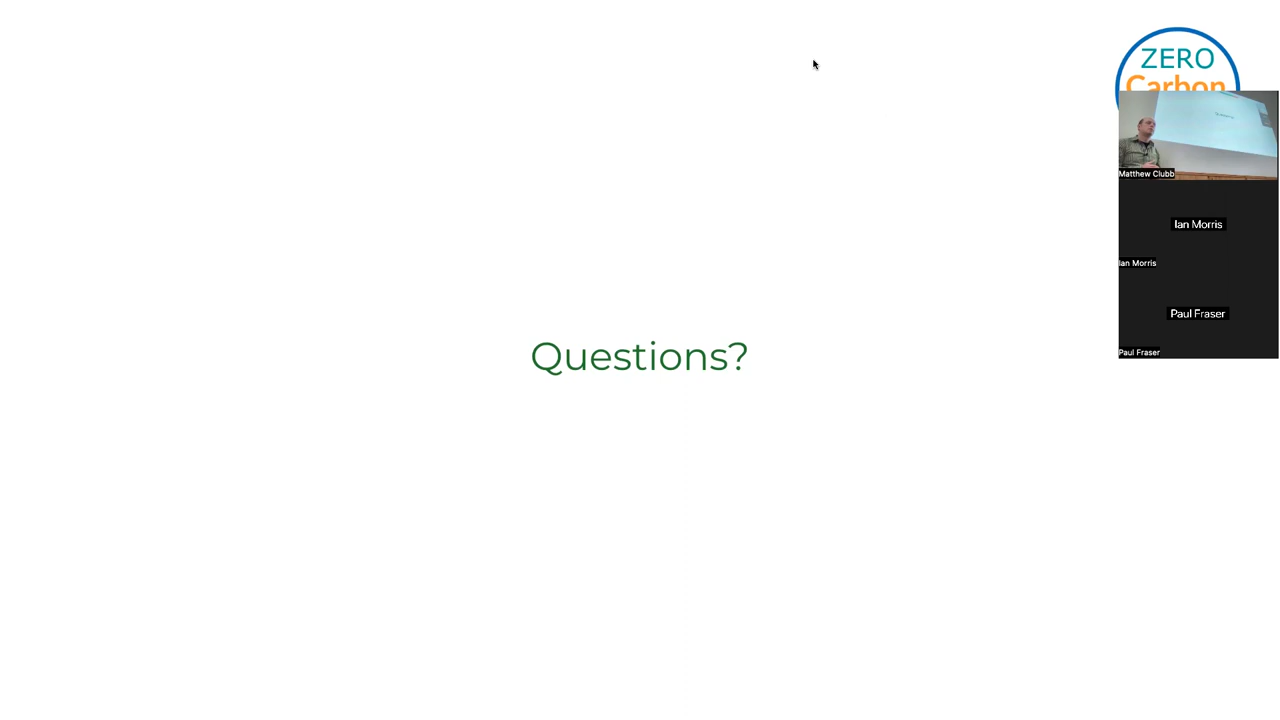 ZERO
Carbon
Matthew Clubb
Ian Morris
Ian Morris
Paul Fraser
Paul Fraser
Questions?